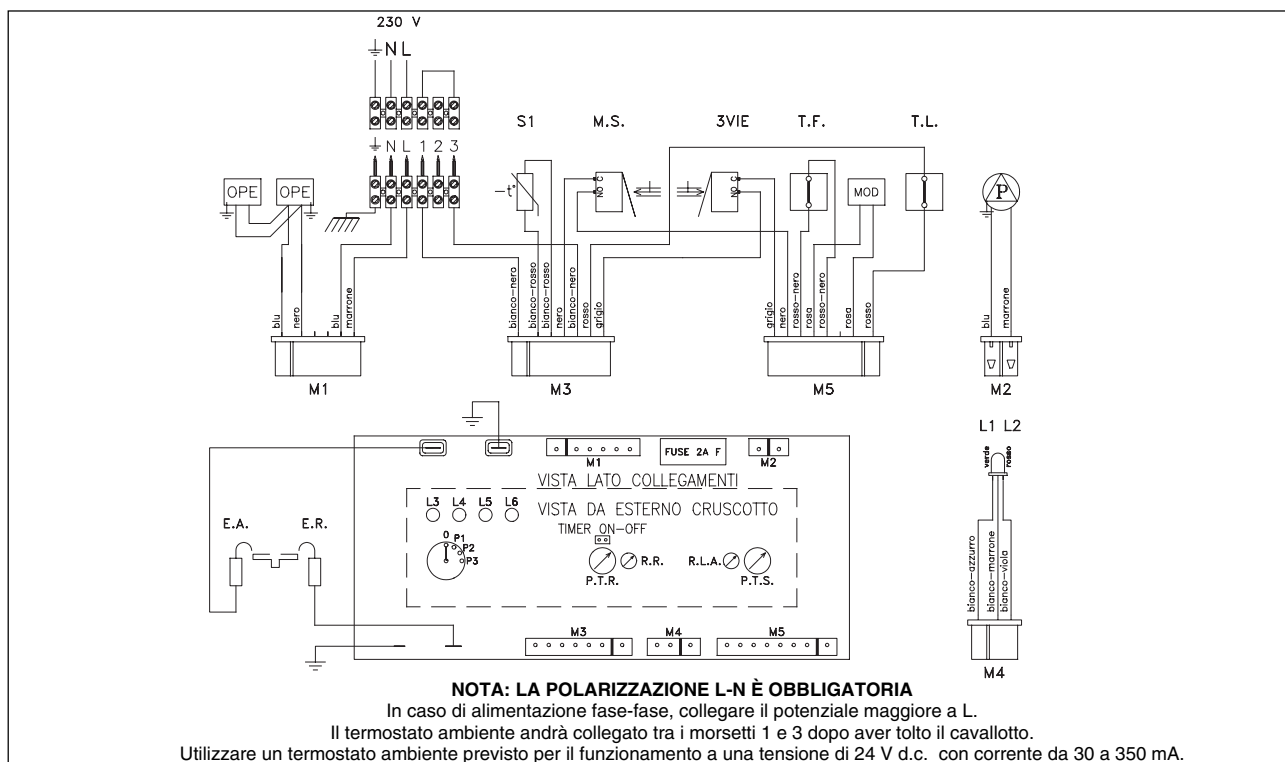 230 V
N L
S1 M.S. 3VIE T.F. T.L.
N L 1 2 3
OPE OPE
-t°
NO C
NO C
MOD
P
blu
nero
blu
marrone
bianco-nero
bianco-rosso
bianco-rosso
nero
bianco-nero
rosso
grigio
grigio
nero
rosso-nero
rosa
rosso-nero
rosa
rosso
blu
marrone
M1 M3 M5 M2
L1 L2
verde
rosso
M1 FUSE 2A F M2
VISTA LATO COLLEGAMENTI
L3 L4 L5 L6 VISTA DA ESTERNO CRUSCOTTO
TIMER ON-OFF
E.A. E.R.
0
P1
P2
P3
R.R. R.L.A.
P.T.R. P.T.S.
bianco-azzurro
bianco-marrone
bianco-viola
M3 M4 M5
M4
NOTA: LA POLARIZZAZIONE L-N È OBBLIGATORIA
In caso di alimentazione fase-fase, collegare il potenziale maggiore a L.
Il termostato ambiente andrà collegato tra i morsetti 1 e 3 dopo aver tolto il cavallotto.
Utilizzare un termostato ambiente previsto per il funzionamento a una tensione di 24 V d.c. con corrente da 30 a 350 mA.